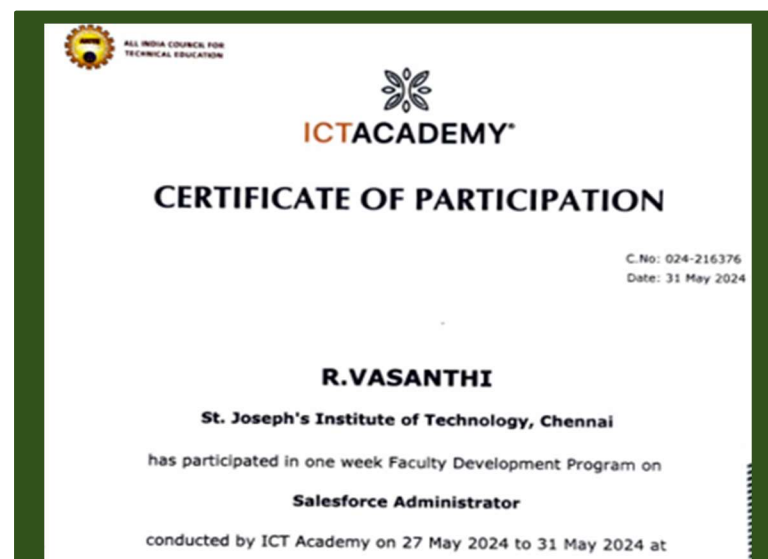 ALL INDIA COUNCIL FOR
TECHNICAL EDUCATION
ICTACADEMY®
CERTIFICATE OF PARTICIPATION
C.No: 024-216376
Date: 31 May 2024
R.VASANTHI
St. Joseph's Institute of Technology, Chennai
has participated in one week Faculty Development Program on
Salesforce Administrator
conducted by ICT Academy on 27 May 2024 to 31 May 2024 at